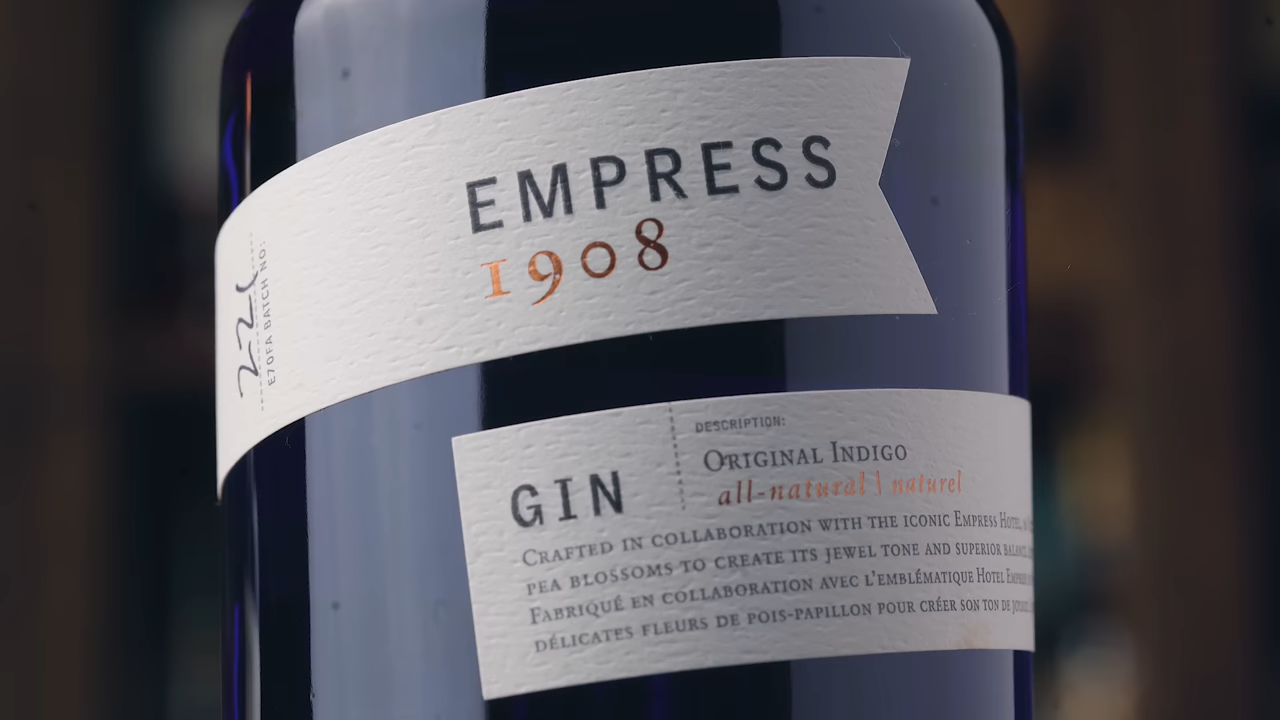 EMPRESS
1908
E70FA BATCH NO:
GIN
DESCRIPTION:
ORIGINAL INDIGO
all-natural | naturel
CRAFTED IN COLLABORATION WITH THE ICONIC EMPRESS HOTEL,
PEA BLOSSOMS TO CREATE ITS JEWEL TONE AND SUPERIOR BALANCE,
FABRIQUÉ EN COLLABORATION AVEC L'EMBLÉMATIQUE HOTEL EMPRESS
DÉLICATES FLEURS DE POIS-PAPILLON POUR CRÉER SON TON DE